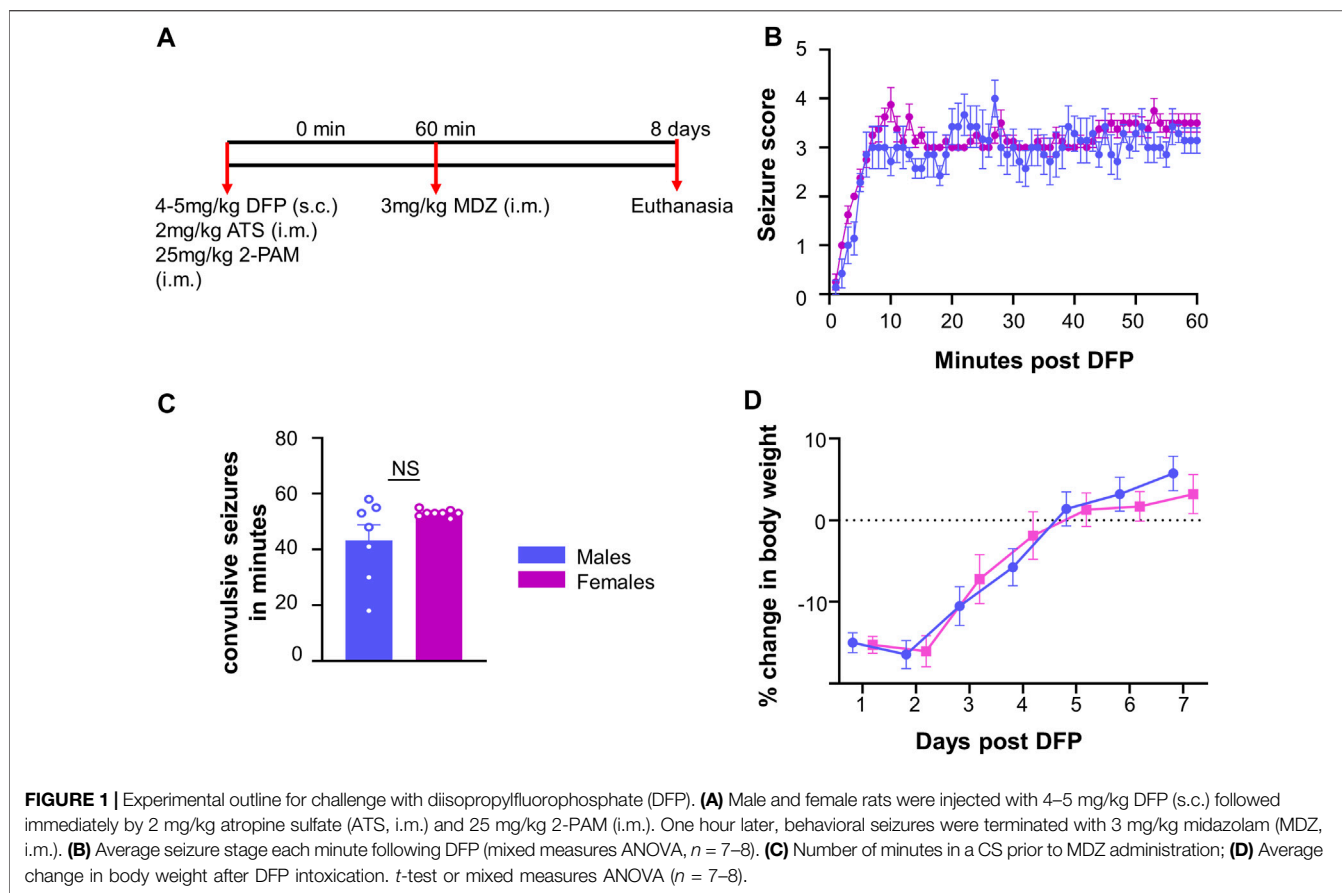 A
0 min 60 min 8 days
4-5mg/kg DFP (s.c.)
2mg/kg ATS (i.m.)
25mg/kg 2-PAM
(i.m.)
3mg/kg MDZ (i.m.)
Euthanasia
B
Seizure score
5
4
3
2
1
0
0 10 20 30 40 50 60
Minutes post DFP
C
convulsive seizures
in minutes
80
60
40
20
0
NS
Males
Females
D
% change in body weight
10
0
-10
1 2 3 4 5 6 7
Days post DFP
FIGURE 1 | Experimental outline for challenge with diisopropylfluorophosphate (DFP). (A) Male and female rats were injected with 4–5 mg/kg DFP (s.c.) followed
immediately by 2 mg/kg atropine sulfate (ATS, i.m.) and 25 mg/kg 2-PAM (i.m.). One hour later, behavioral seizures were terminated with 3 mg/kg midazolam (MDZ,
i.m.). (B) Average seizure stage each minute following DFP (mixed measures ANOVA, n = 7–8). (C) Number of minutes in a CS prior to MDZ administration; (D) Average
change in body weight after DFP intoxication. t-test or mixed measures ANOVA (n = 7–8).